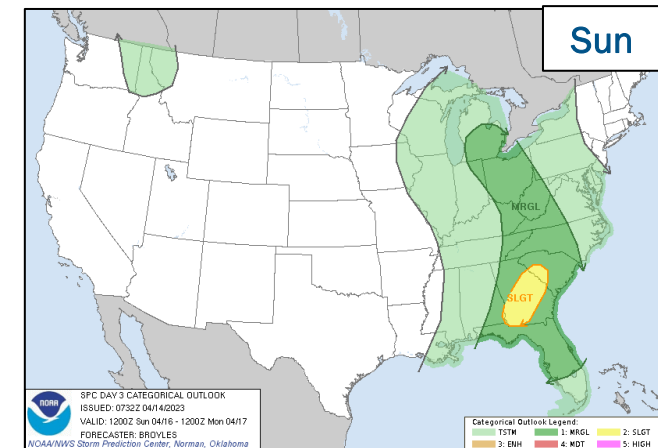 Sun
MRGL
SLGT
NOAA
SPC DAY 3 CATEGORICAL OUTLOOK
ISSUED: 0732Z 04/14/2023
VALID: 1200Z Sun 04/16 - 1200Z Mon 04/17
FORECASTER: BROYLES
NOAA/NWS Storm Prediction Center, Norman, Oklahoma
Categorical Outlook Legend:
TSTM 1: MRGL 2: SLGT
3: ENH 4: MDT 5: HIGH